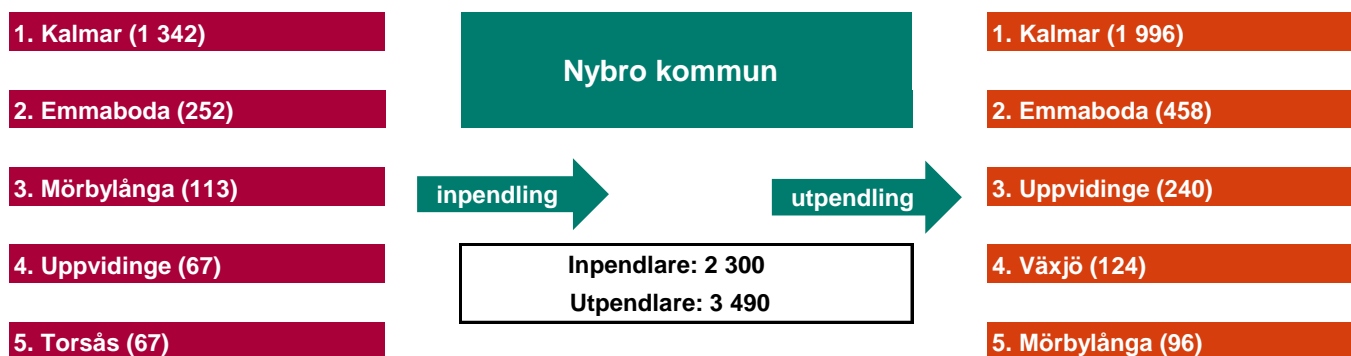 1. Kalmar (1 342)
2. Emmaboda (252)
3. Mörbylånga (113)
4. Uppvidinge (67)
5. Torsås (67)
Nybro kommun
inpendling
utpendling
Inpendlare: 2 300
Utpendlare: 3 490
1. Kalmar (1 996)
2. Emmaboda (458)
3. Uppvidinge (240)
4. Växjö (124)
5. Mörbylånga (96)